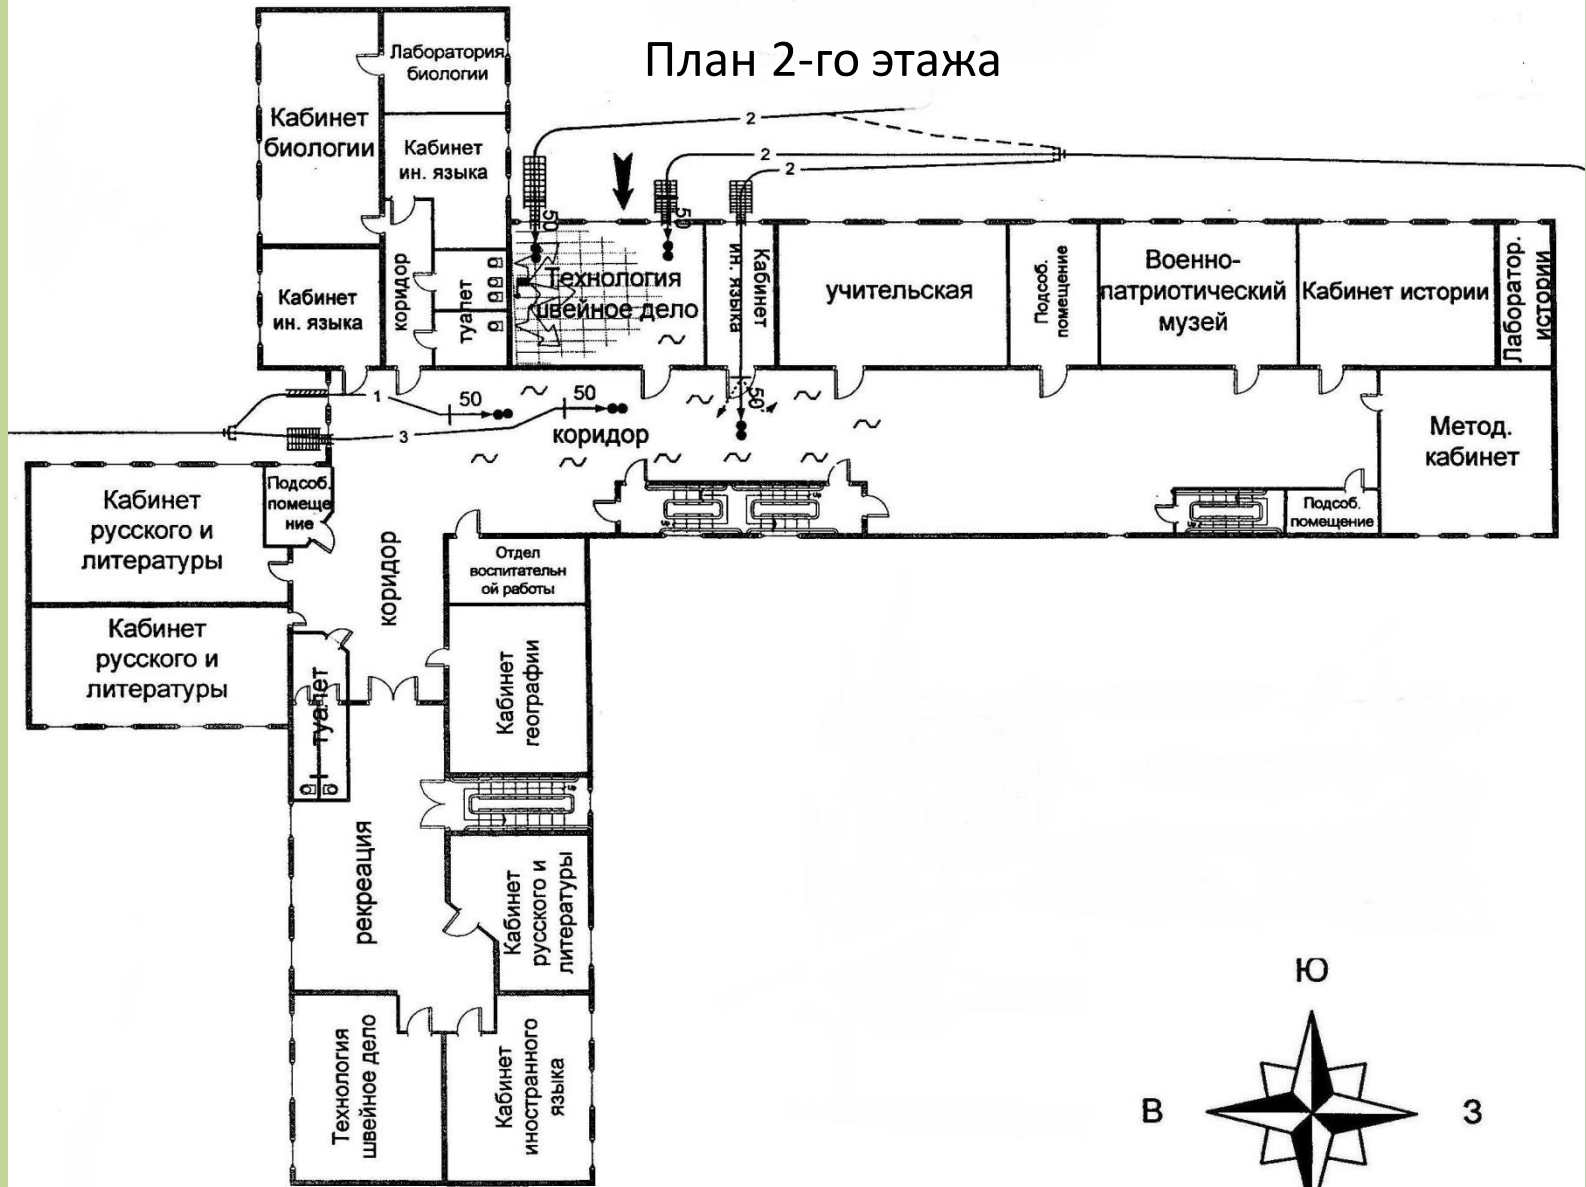 План 2-го этажа
Лаборатория
биологии
Кабинет
биологии
Кабинет
ин. языка
Кабинет
ин. языка
коридор
туалет
2
2
2
50
50
Технология
швейное дело
Кабинет
ин. языка
учительская
Подсоб.
помещение
Военно-
патриотический
музей
Кабинет истории
Лаборатор.
истории
1
50
3
50
50
коридор
Метод.
кабинет
Кабинет
русского и
литературы
Подсоб.
помеще
ние
Подсоб.
помещение
коридор
Отдел
воспитательн
ой работы
Кабинет
русского и
литературы
туалет
Кабинет
географии
рекреация
Кабинет
русского и
литературы
Технология
швейное дело
Кабинет
иностранного
языка
Ю
В
З